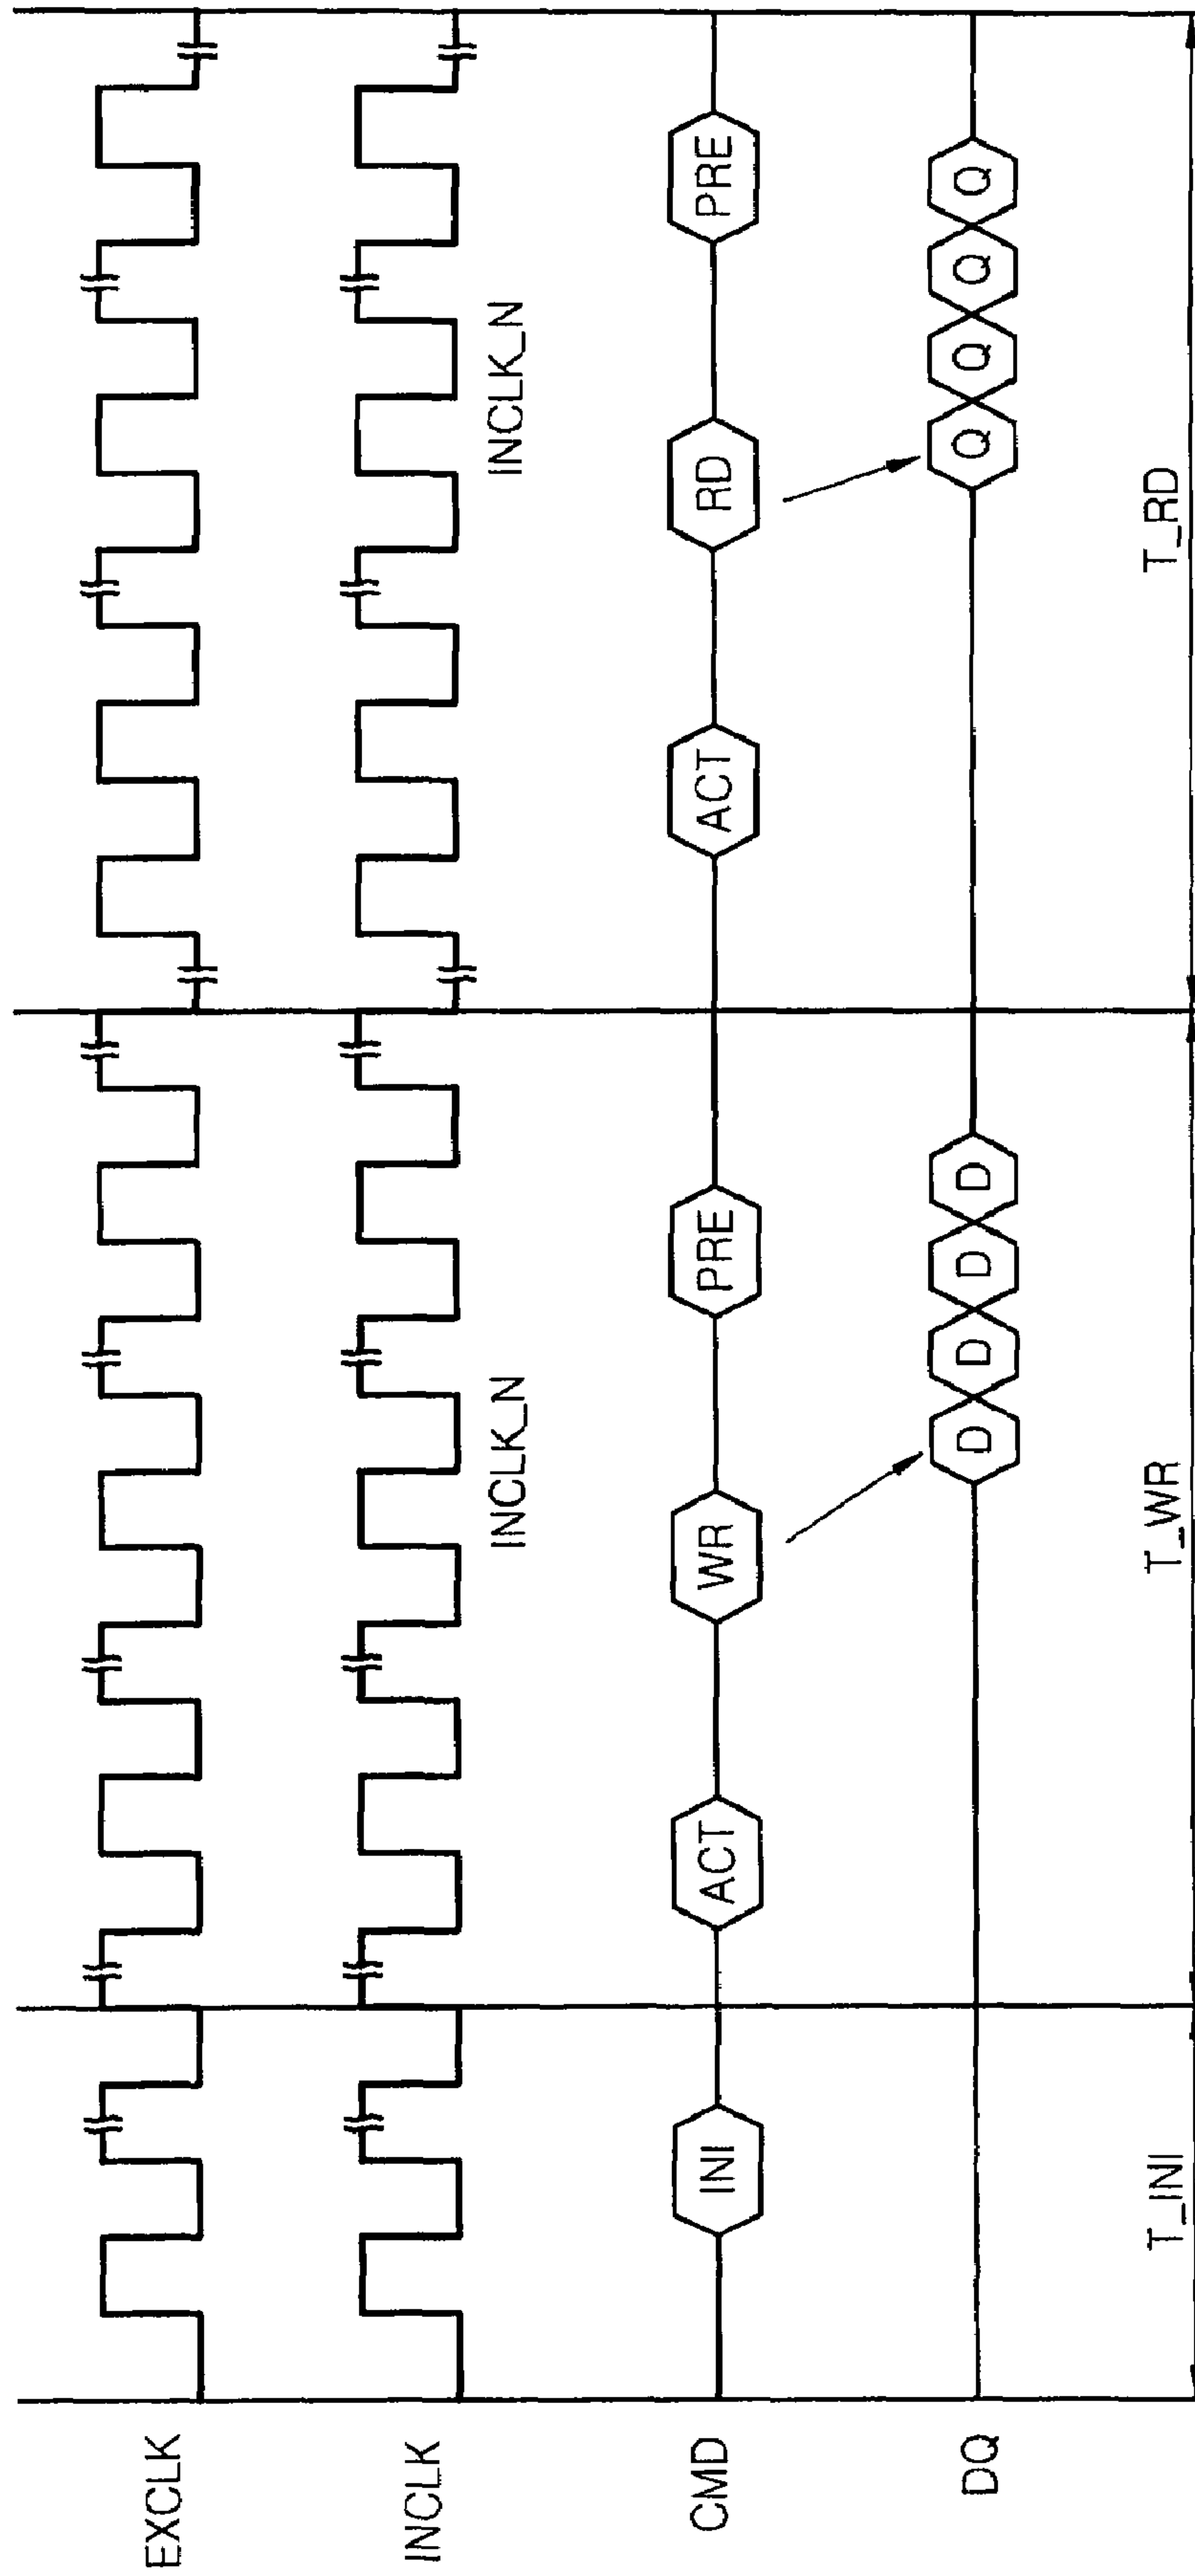 EXCLK
INCLK
INCLK_N
INCLK_N
CMD
INI
ACT
WR
PRE
ACT
RD
PRE
DQ
D
D
D
D
Q
Q
Q
Q
T_INI
T_WR
T_RD